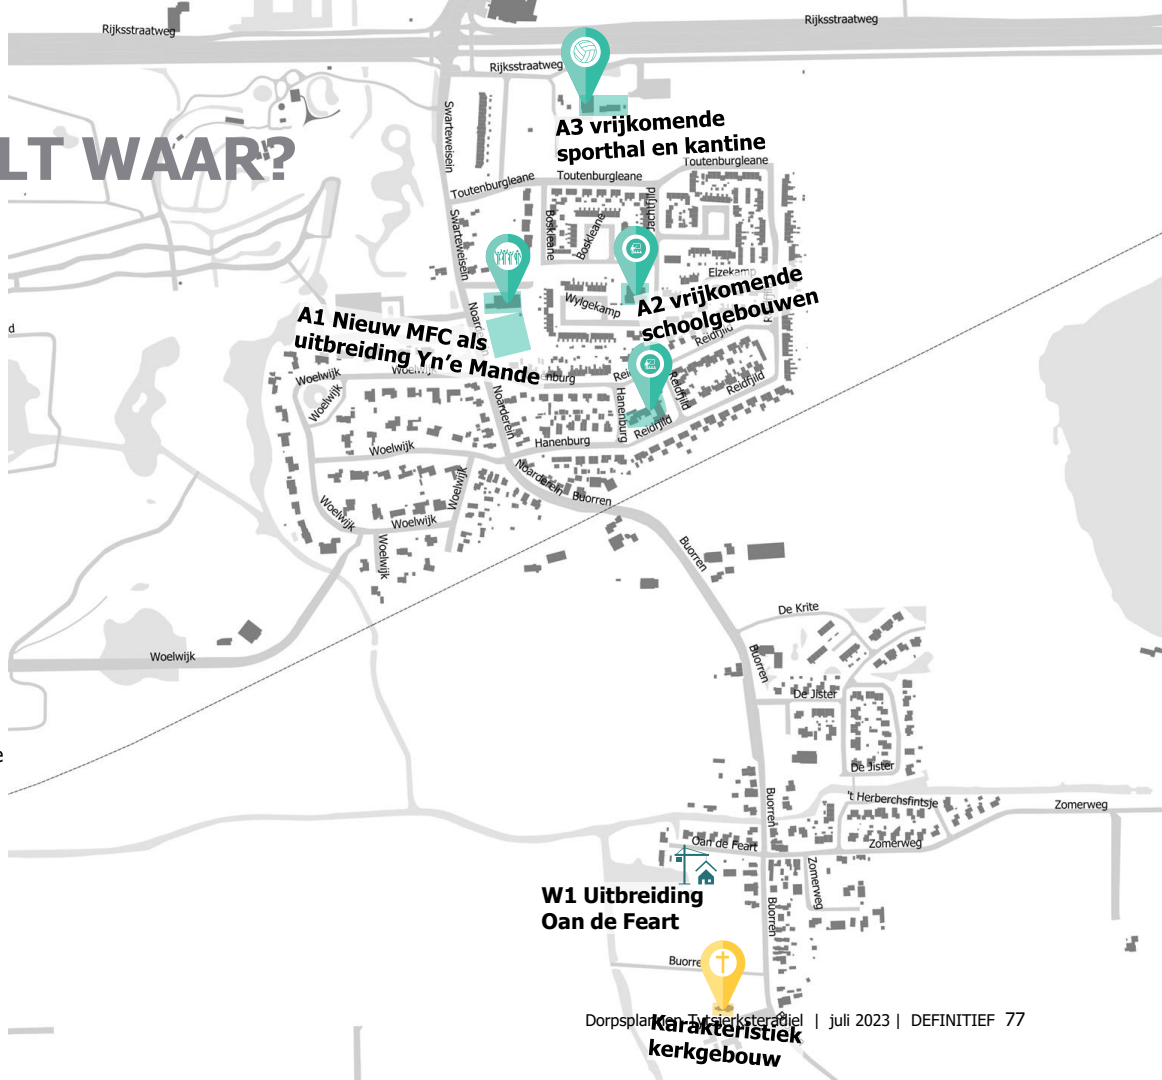 Rijksstraatweg
Rijksstraatweg
Rijksstraatweg
A3 vrijkomende
sporthal en kantine
LT WAAR?
Swarteweisein
Toutenburgleane
Toutenburgleane
Toutenburgleane
Swarteweisein
Boskleane
Boskleane
Jachtfjild
Elzekamp
Wylgekamp
A2 vrijkomende
schoolgebouwen
Reidfjild
d
A1 Nieuw MFC als
uitbreiding Yn'e Mande
Woelwijk
Woelwijk
Noarderein
Hanenburg
Reidfjild
Reidfjild
Reidfjild
Hanenburg
Woelwijk
Noarderein
Buorren
Woelwijk
Woelwijk
Woelwijk
Woelwijk
Buorren
De Krite
Woelwijk
Buorren
De Jister
e
De Jister
't Herberchsfintsje
Zomerweg
Buorren
Oan de Feart
Zomerweg
Zomerweg
W1 Uitbreiding
Oan de Feart
Buorren
Dorpsplannen Tytsjerksteradiel | juli 2023 | DEFINITIEF 77
Karakteristiek
kerkgebouw